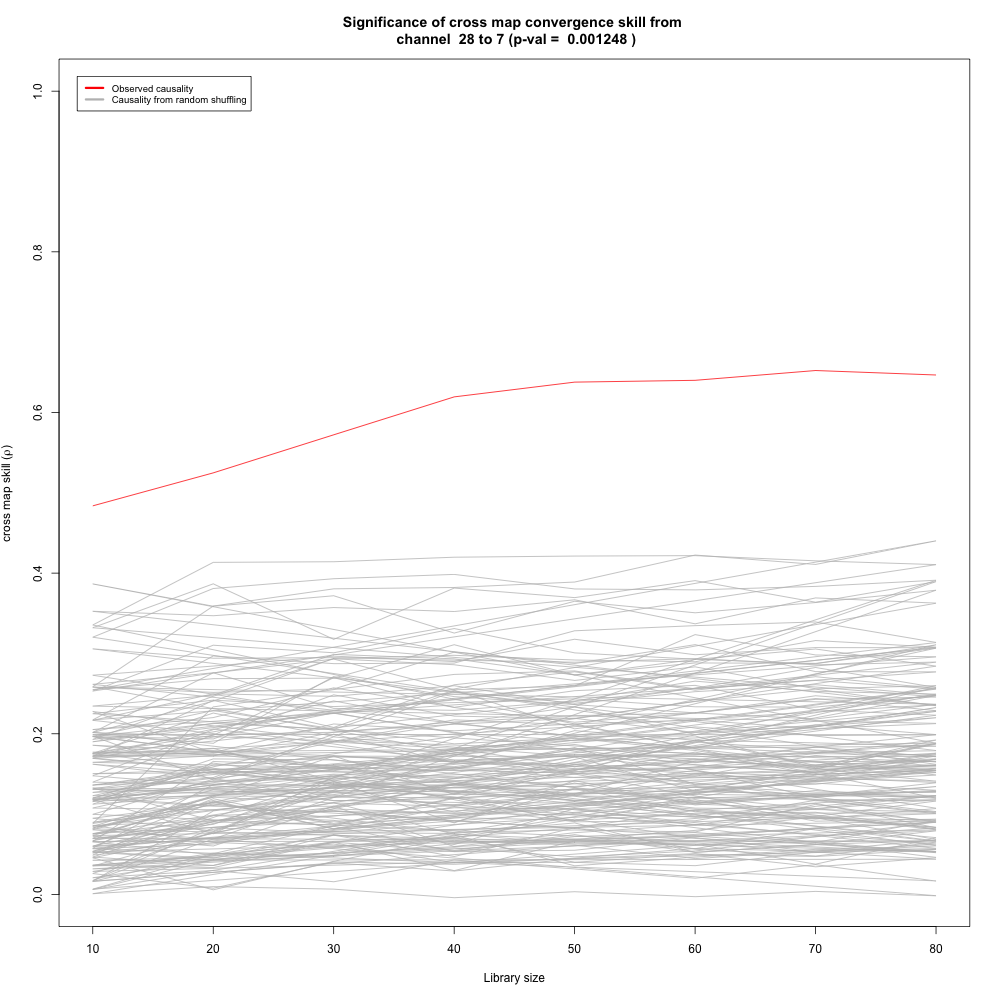 Significance of cross map convergence skill from
channel  28 to 7 (p-val =  0.001248 )
Observed causality
Causality from random shuffling
1.0
0.8
0.6
0.4
0.2
0.0
cross map skill (ρ)
10 20 30 40 50 60 70 80
Library size